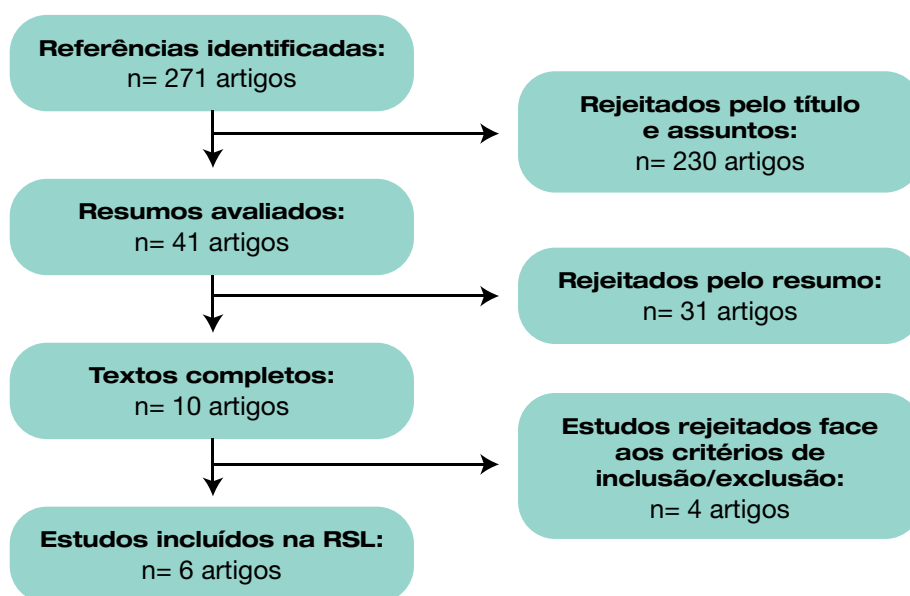 Referências identificadas:
n= 271 artigos
Rejeitados pelo título
e assuntos:
n= 230 artigos
Resumos avaliados:
n= 41 artigos
Rejeitados pelo resumo:
n= 31 artigos
Textos completos:
n= 10 artigos
Estudos rejeitados face
aos critérios de
inclusão/exclusão:
n= 4 artigos
Estudos incluídos na RSL:
n= 6 artigos